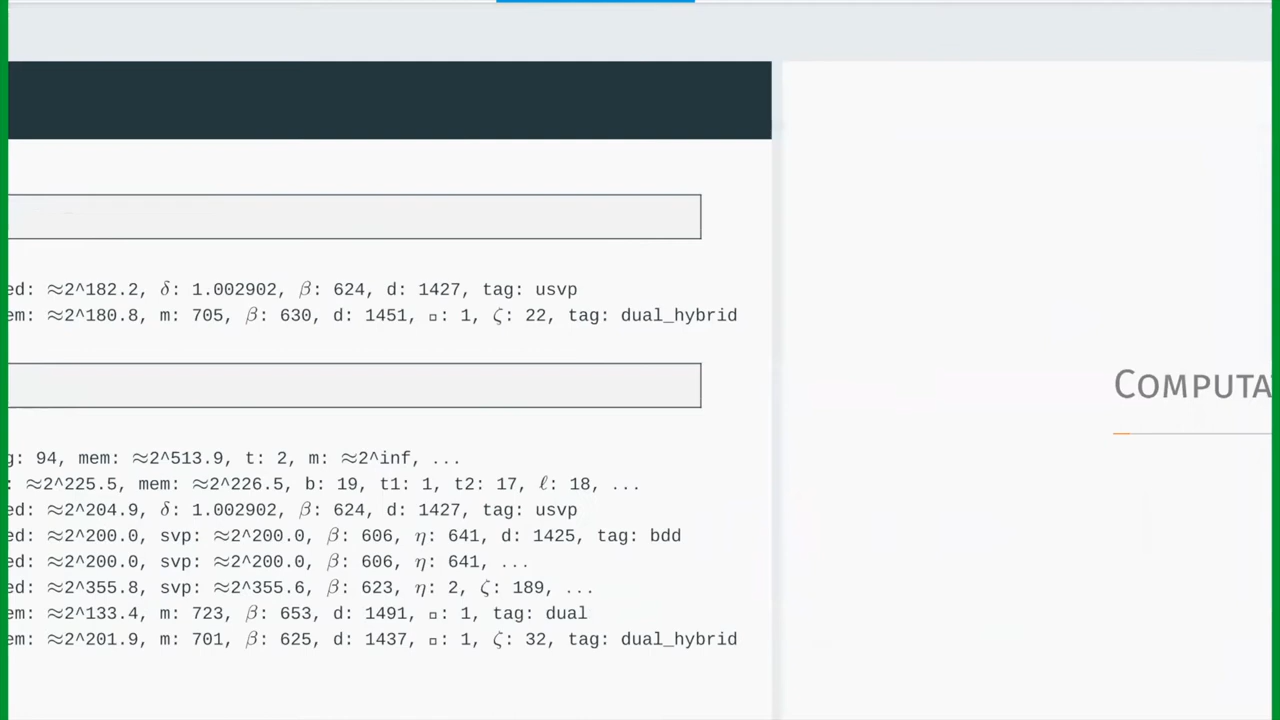 ed: ≈2^182.2, δ: 1.002902, β: 624, d: 1427, tag: usvp
em: ≈2^180.8, m: 705, β: 630, d: 1451, □: 1, ζ: 22, tag: dual_hybrid
COMPUTA
g: 94, mem: ≈2^513.9, t: 2, m: ≈2^inf, ...
: ≈2^225.5, mem: ≈2^226.5, b: 19, t1: 1, t2: 17, ℓ: 18, ...
ed: ≈2^204.9, δ: 1.002902, β: 624, d: 1427, tag: usvp
ed: ≈2^200.0, svp: ≈2^200.0, β: 606, η: 641, d: 1425, tag: bdd
ed: ≈2^200.0, svp: ≈2^200.0, β: 606, η: 641, ...
ed: ≈2^355.8, svp: ≈2^355.6, β: 623, η: 2, ζ: 189, ...
em: ≈2^133.4, m: 723, β: 653, d: 1491, □: 1, tag: dual
em: ≈2^201.9, m: 701, β: 625, d: 1437, □: 1, ζ: 32, tag: dual_hybrid